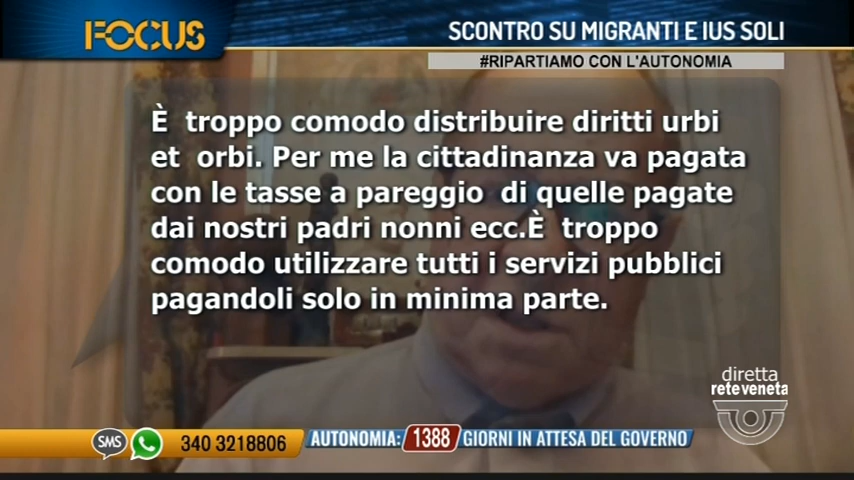 FOCUS
SCONTRO SU MIGRANTI E IUS SOLI
#RIPARTIAMO CON L'AUTONOMIA
È troppo comodo distribuire diritti urbi
et orbi. Per me la cittadinanza va pagata
con le tasse a pareggio di quelle pagate
dai nostri padri nonni ecc.È troppo
comodo utilizzare tutti i servizi pubblici
pagandoli solo in minima parte.
diretta
reteveneta
SMS 340 3218806 AUTONOMIA: 1388 GIORNI IN ATTESA DEL GOVERNO